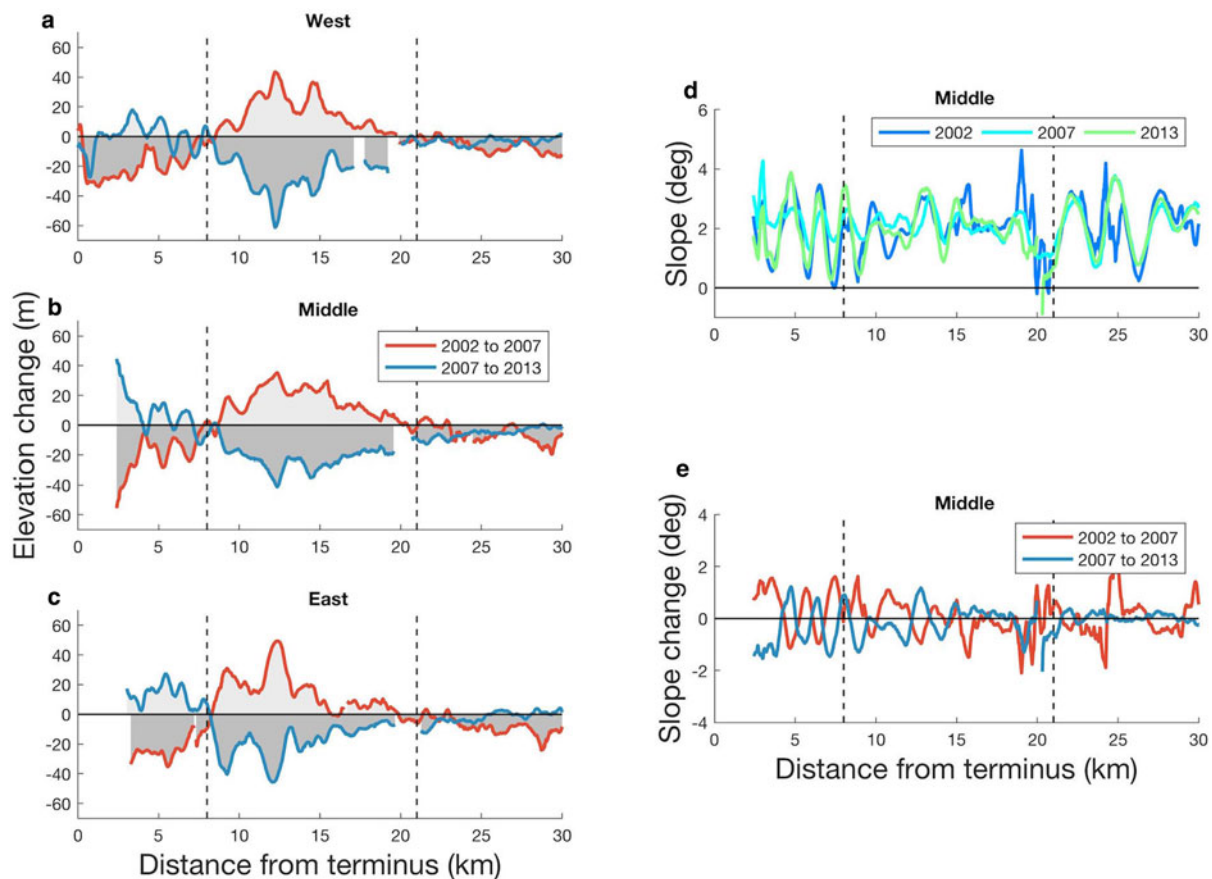 a
West
60
40
20
0
-20
-40
-60
0 5 10 15 20 25 30
b
Middle
60
40
20
0
-20
-40
-60
2002 to 2007
2007 to 2013
0 5 10 15 20 25 30
Elevation change (m)
c
East
60
40
20
0
-20
-40
-60
0 5 10 15 20 25 30
Distance from terminus (km)
d
Middle
2002 2007 2013
6
4
2
0
Slope (deg)
0 5 10 15 20 25 30
e
Middle
2002 to 2007
2007 to 2013
4
2
0
-2
-4
Slope change (deg)
0 5 10 15 20 25 30
Distance from terminus (km)